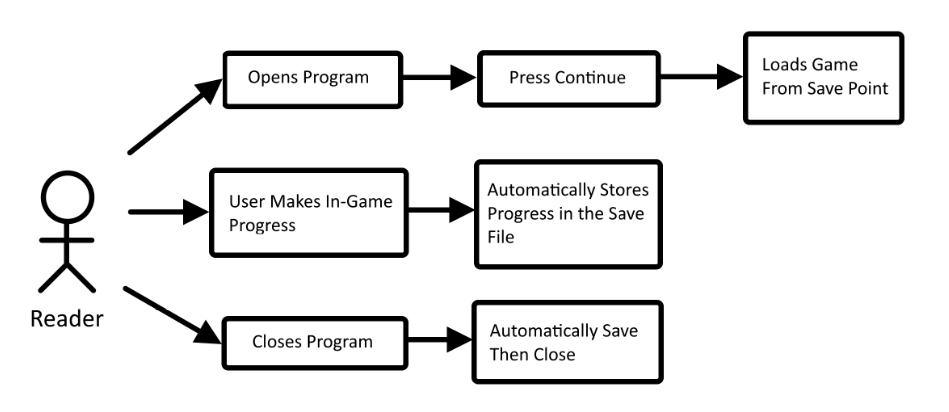 Opens Program
Press Continue
Loads Game
From Save Point
User Makes In-Game
Progress
Automatically Stores
Progress in the Save
File
Reader
Closes Program
Automatically Save
Then Close